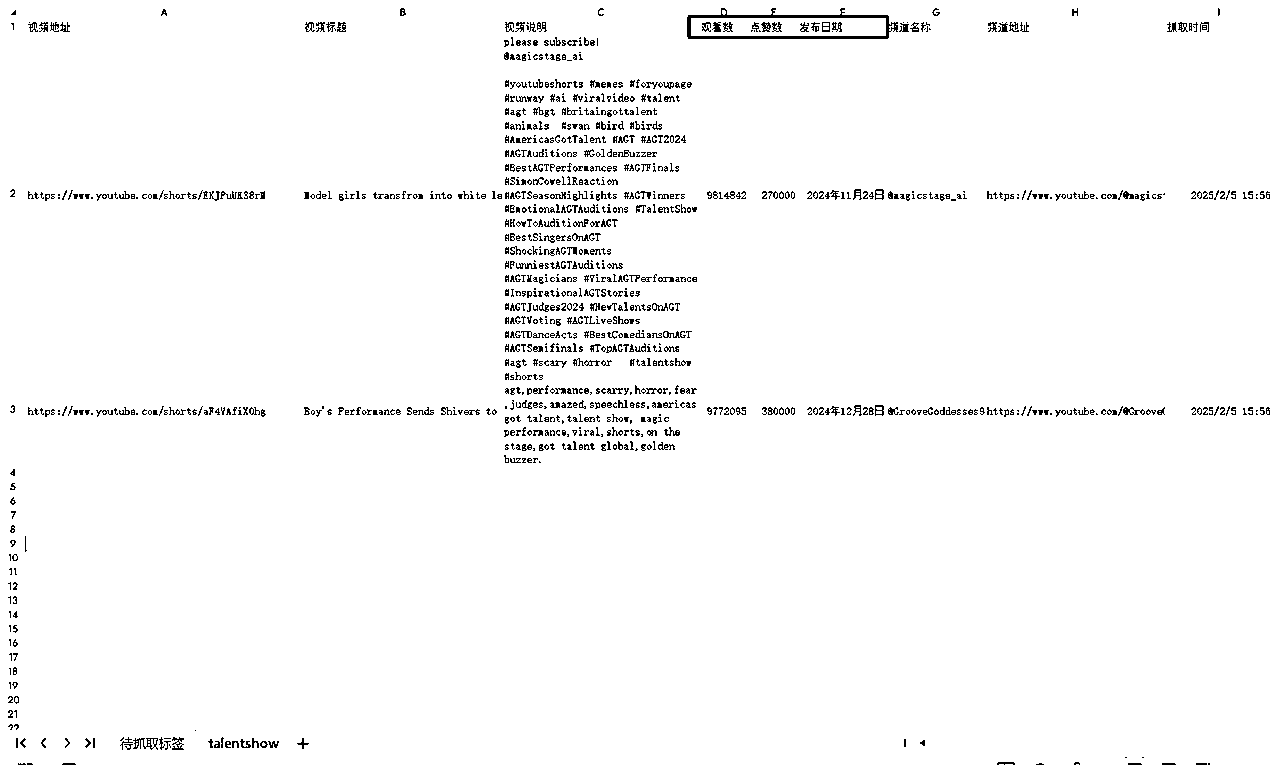 A B C D E F G H I
1 视频地址 视频标题 视频说明 观看数 点赞数 发布日期 频道名称 频道地址 抓取时间
please subscribe!
@magicstage_ai
#youtubeshorts #memes #foryoupage
#runway #ai #viralvideo #talent
#agt #bgt #britaingottalent
#animals #swan #bird #birds
#AmericasGotTalent #AGT #AGT2024
#AGTAuditions #GoldenBuzzer
#BestAGTPerformances #AGTFinals
#SimonCowellReaction
2 https://www.youtube.com/shorts/ Model girls transfrom into white la #AGTSeasonHighlights #AGTWinners 9814842 270000 2024年11月24日 @magicstage_ai https://www.youtube.com/@magics 2025/2/5 15:56
#EmotionalAGTAuditions #TalentShow
#HowToAuditionForAGT
#BestSingersOnAGT
#ShockingAGTMoments
#FunniestAGTAuditions
#AGTMagicians #ViralAGTPerformance
#InspirationalAGTStories
#AGTJudges2024 #NewTalentsOnAGT
#AGTVoting #AGTLiveShows
#AGTDanceActs #BestComediansOnAGT
#AGTSemifinals #TopAGTAuditions
#agt #scary #horror #talentshow
#shorts
agt,performance,scarry,horror,fear
3 https://www.youtube.com/shorts/ Boy's Performance Sends Shivers to ,judges,amazed,speechless,americas 9772095 380000 2024年12月28日 @GrooveGoddesses9 https://www.youtube.com/@Groove 2025/2/5 15:56
got talent,talent show, magic
performance,viral,shorts,on the
stage,got talent global,golden
buzzer.
4
5
6
7
8
9
10
11
12
13
14
15
16
17
18
19
20
21
22
待抓取标签 talentshow +